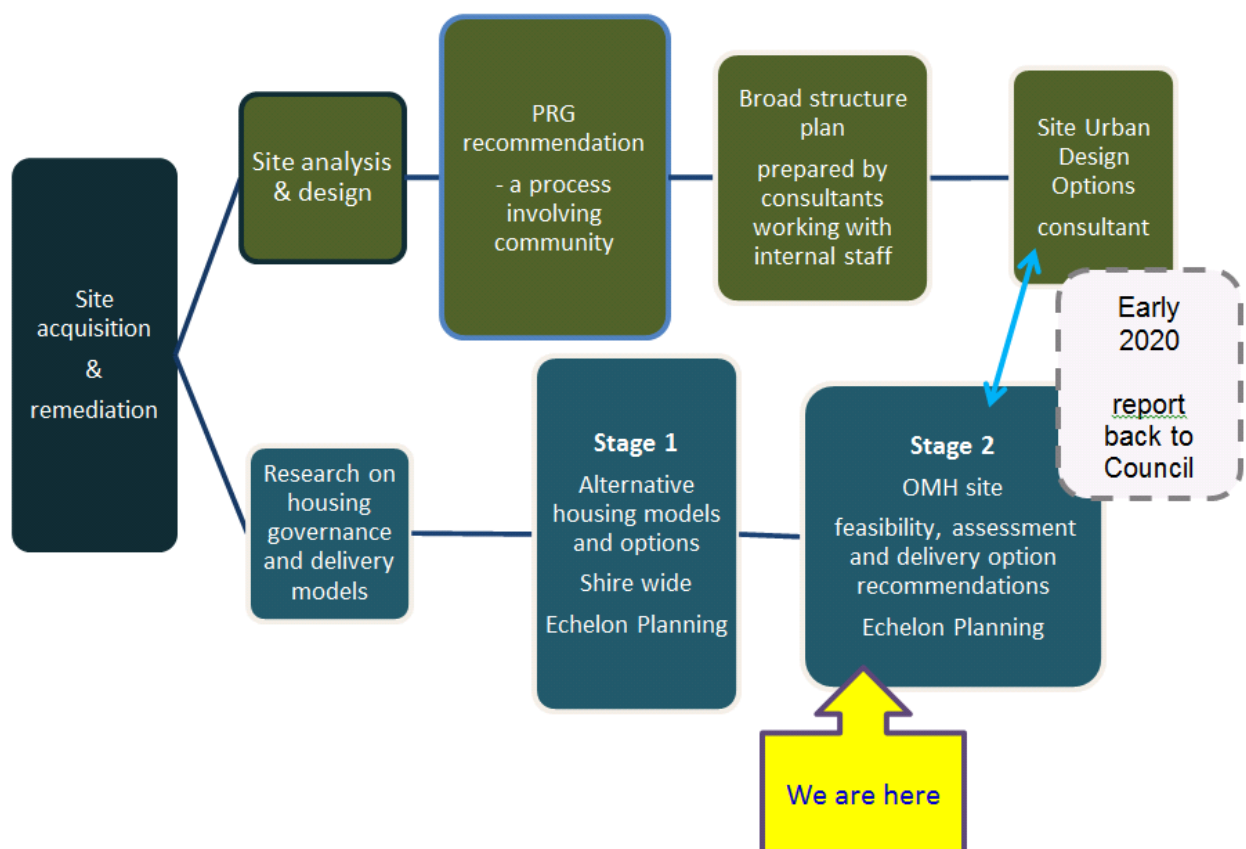 Site
acquisition
&
remediation
Site analysis
& design
PRG
recommendation
- a process
involving
community
Broad structure
plan
prepared by
consultants
working with
internal staff
Site Urban
Design
Options
consultant
Early
2020
report
back to
Council
Research on
housing
governance
and delivery
models
Stage 1
Alternative
housing models
and options
Shire wide
Echelon Planning
Stage 2
OMH site
feasibility, assessment
and delivery option
recommendations
Echelon Planning
We are here